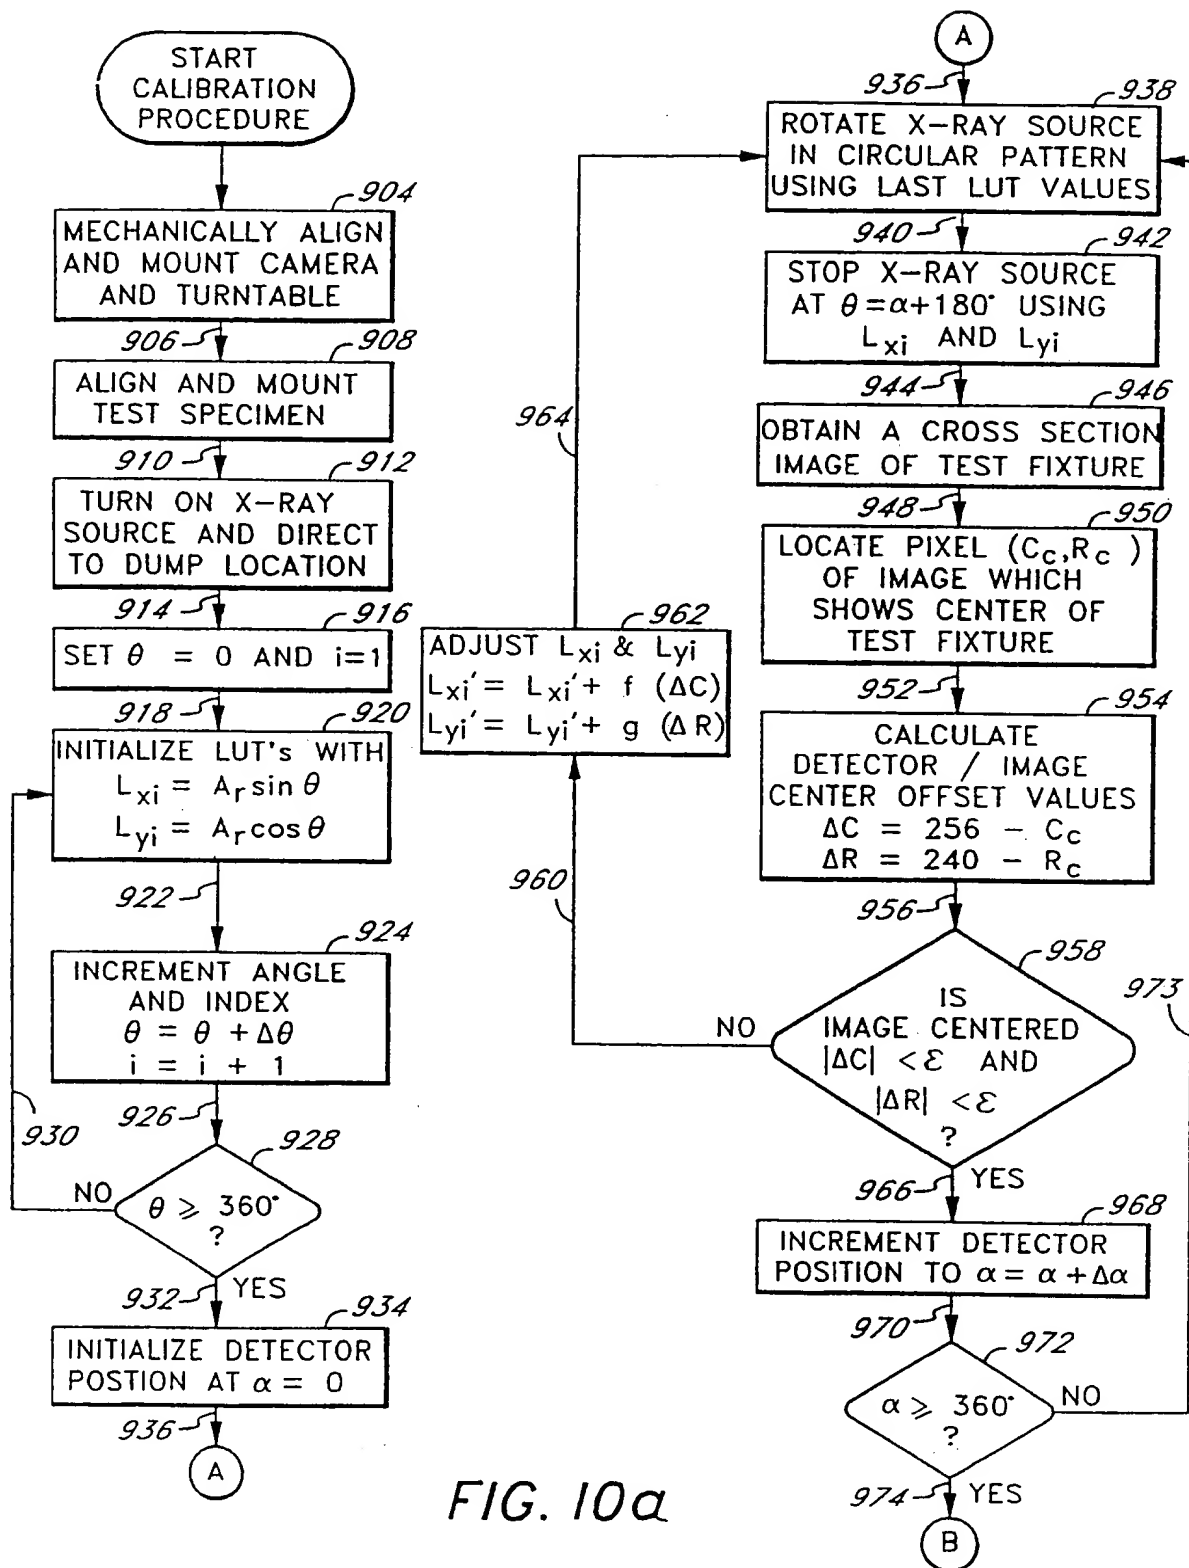 START
CALIBRATION
PROCEDURE
904
MECHANICALLY ALIGN
AND MOUNT CAMERA
AND TURNTABLE
906
908
ALIGN AND MOUNT
TEST SPECIMEN
910
912
TURN ON X-RAY
SOURCE AND DIRECT
TO DUMP LOCATION
914
916
SET θ = 0 AND i=1
918
920
INITIALIZE LUT's WITH
Lxi = Ar sin θ
Lyi = Ar cos θ
922
924
INCREMENT ANGLE
AND INDEX
θ = θ + Δθ
i = i + 1
926
930
928
NO
θ ⩾ 360°
?
932
YES
934
INITIALIZE DETECTOR
POSTION AT α = 0
936
A
A
936
938
ROTATE X-RAY SOURCE
IN CIRCULAR PATTERN
USING LAST LUT VALUES
940
942
STOP X-RAY SOURCE
AT θ=α+180° USING
Lxi AND Lyi
944
946
OBTAIN A CROSS SECTION
IMAGE OF TEST FIXTURE
948
950
LOCATE PIXEL (Cc,Rc )
OF IMAGE WHICH
SHOWS CENTER OF
TEST FIXTURE
952
954
CALCULATE
DETECTOR / IMAGE
CENTER OFFSET VALUES
ΔC = 256 - Cc
ΔR = 240 - Rc
956
958
IS
IMAGE CENTERED
|ΔC| < ε AND
|ΔR| < ε
?
NO
960
962
ADJUST Lxi & Lyi
Lxi' = Lxi' + f (ΔC)
Lyi' = Lyi' + g (ΔR)
964
966
YES
968
INCREMENT DETECTOR
POSITION TO α = α + Δα
970
972
α ⩾ 360°
?
NO
973
974
YES
B
FIG. 10a